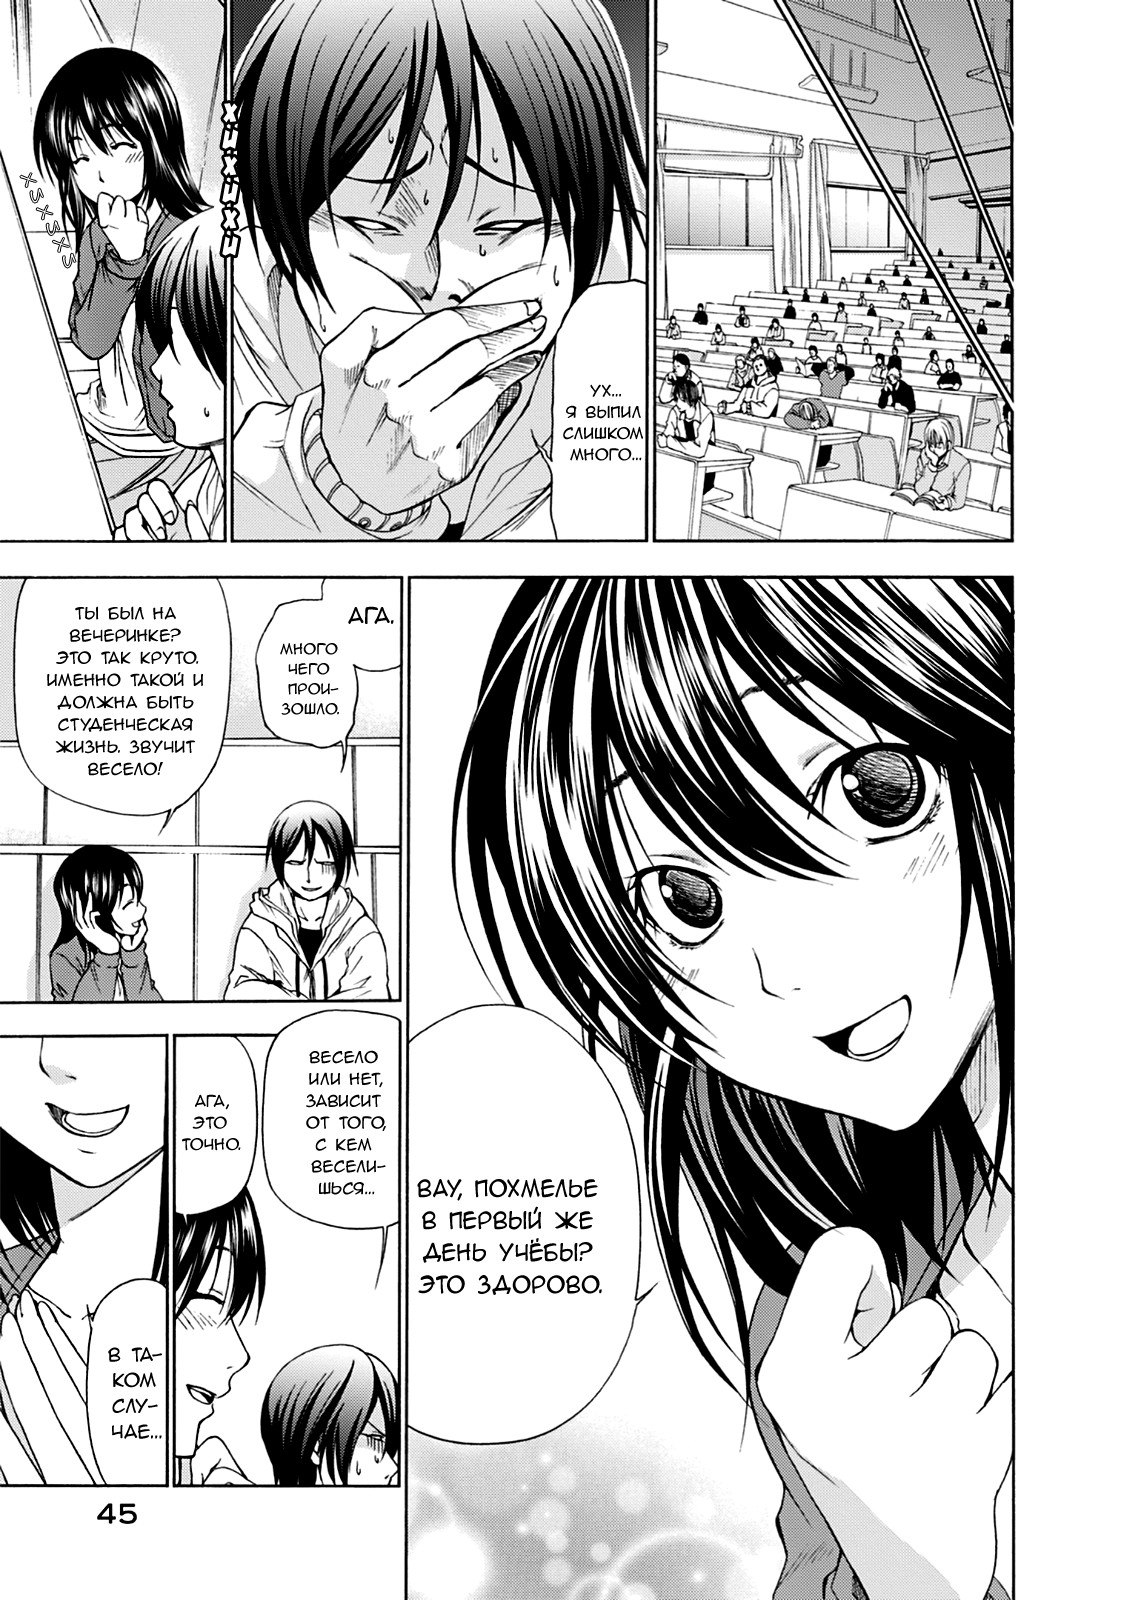 УХ...
Я ВЫПИЛ
СЛИШКОМ
МНОГО...
ХИХИХИ
ХЭХЭХЭ
ВАУ, ПОХМЕЛЬЕ
В ПЕРВЫЙ ЖЕ
ДЕНЬ УЧЁБЫ?
ЭТО ЗДОРОВО.
АГА.
МНОГО
ЧЕГО
ПРОИ-
ЗОШЛО.
ТЫ БЫЛ НА
ВЕЧЕРИНКЕ?
ЭТО ТАК КРУТО.
ИМЕННО ТАКОЙ И
ДОЛЖНА БЫТЬ
СТУДЕНЧЕСКАЯ
ЖИЗНЬ. ЗВУЧИТ
ВЕСЕЛО!
ВЕСЕЛО
ИЛИ НЕТ,
ЗАВИСИТ
ОТ ТОГО,
С КЕМ
ВЕСЕЛИ-
ШЬСЯ...
АГА,
ЭТО
ТОЧНО.
В ТА-
КОМ
СЛУ-
ЧАЕ...
45